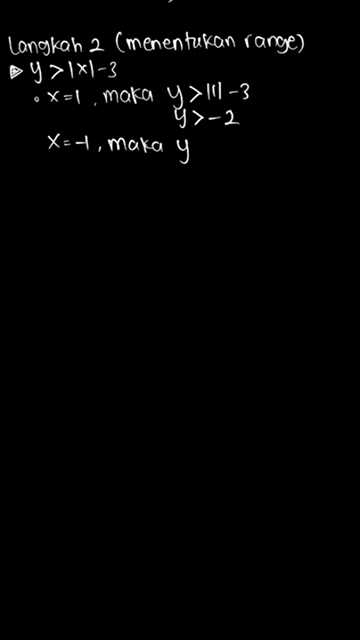 Langkah 2 (menentukan range)
▷ y > |x| - 3
• x = 1, maka y > |1| - 3
y > - 2
x = -1, maka y